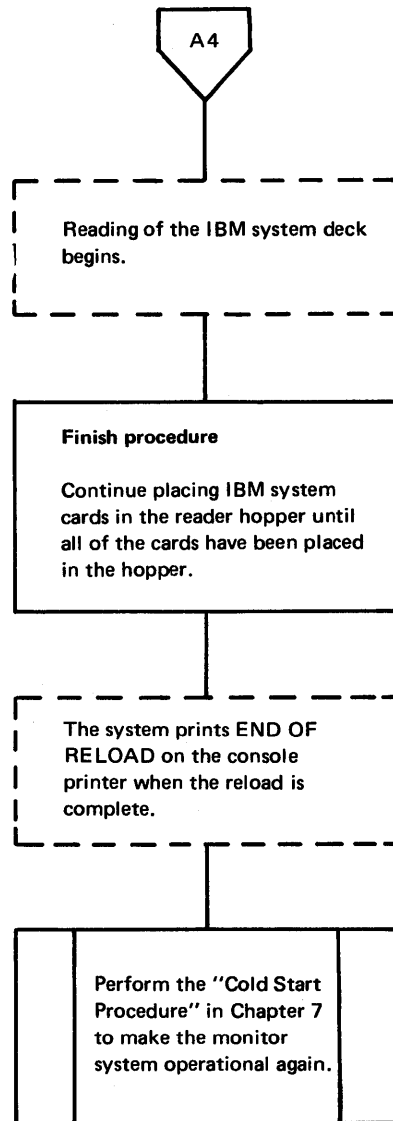 A4
Reading of the IBM system deck
begins.
Finish procedure
Continue placing IBM system
cards in the reader hopper until
all of the cards have been placed
in the hopper.
The system prints END OF
RELOAD on the console
printer when the reload is
complete.
Perform the "Cold Start
Procedure" in Chapter 7
to make the monitor
system operational again.